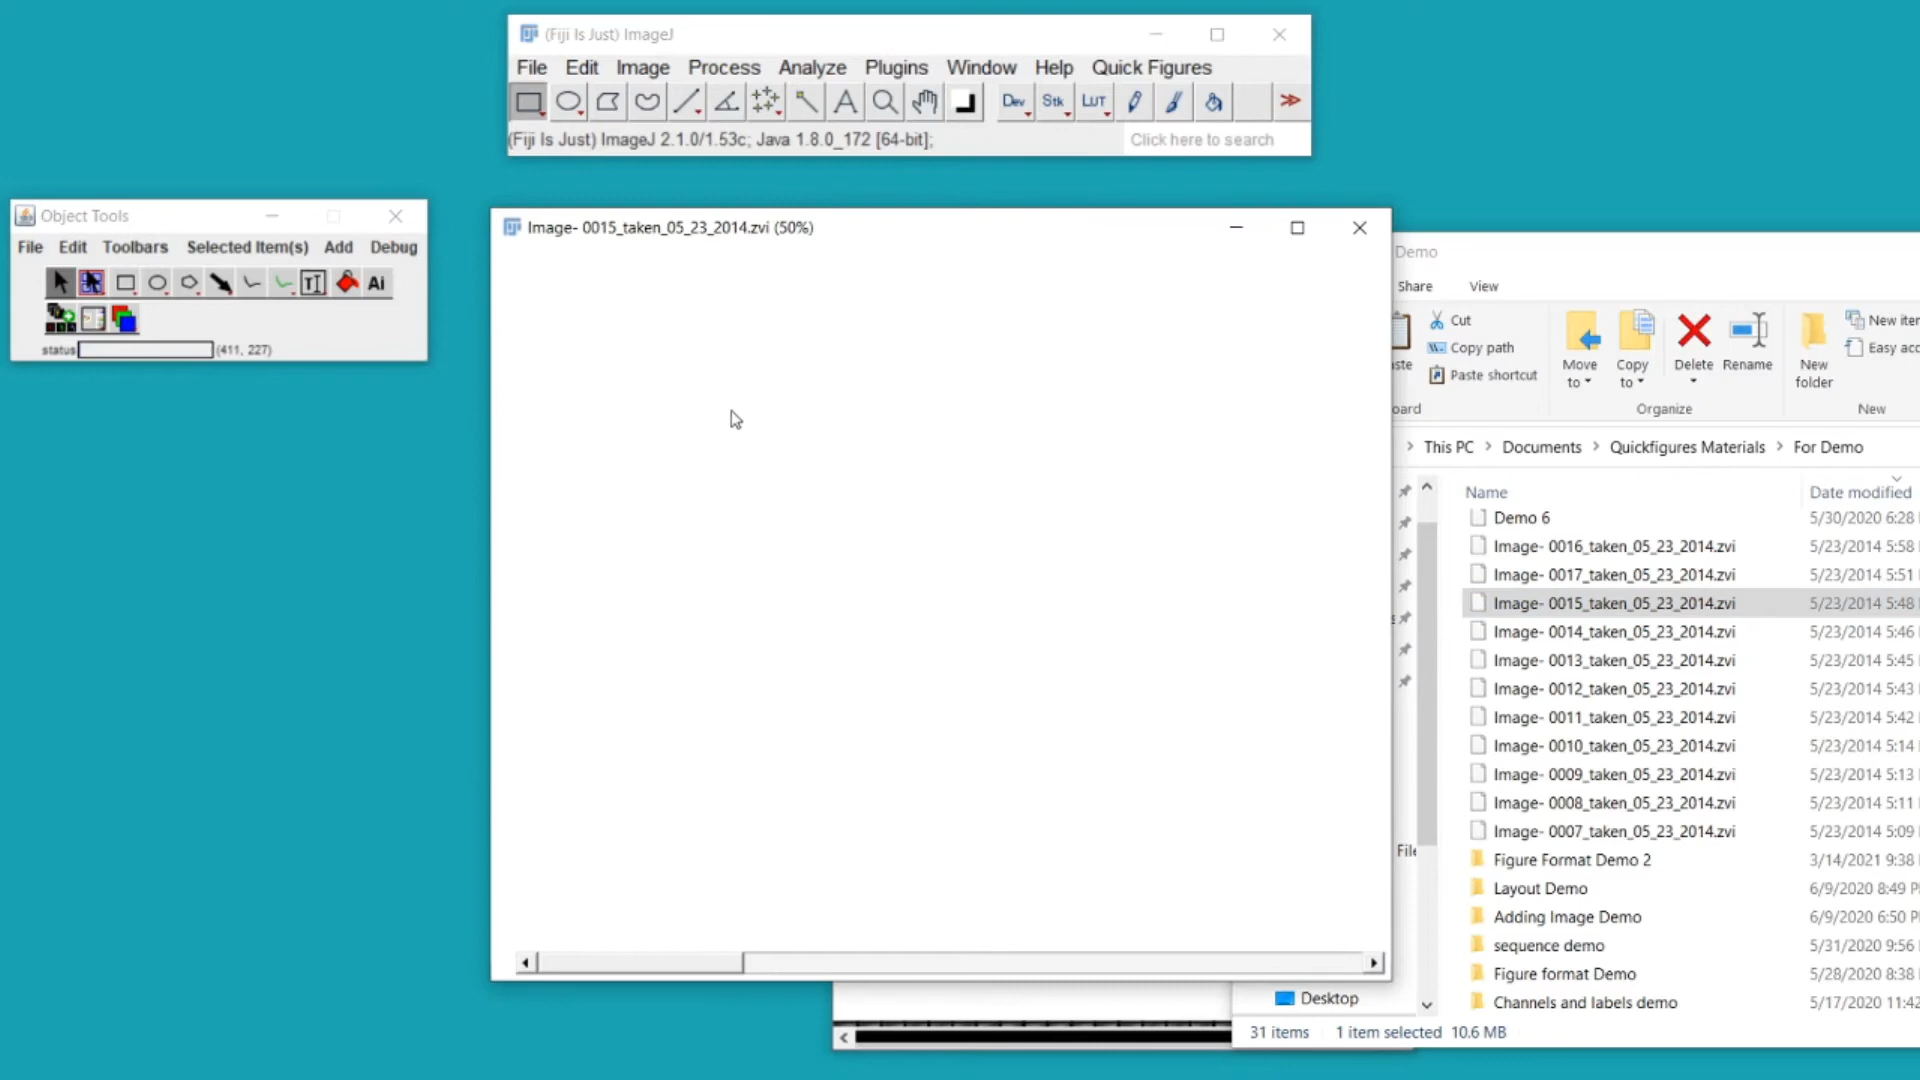 (Fiji Is Just) ImageJ
File Edit Image Process Analyze Plugins Window Help Quick Figures
Dev Stk LUT
(Fiji Is Just) ImageJ 2.1.0/1.53c; Java 1.8.0_172 [64-bit];
Click here to search
Object Tools
File Edit Toolbars Selected Item(s) Add Debug
TI Ai
status (411, 227)
Image- 0015_taken_05_23_2014.zvi (50%)
Demo
Share View
Cut
Copy path
Paste shortcut
Move to
Copy to
Delete
Rename
New folder
New
Easy
Organize
New
This PC Documents Quickfigures Materials For Demo
Name Date modified
Demo 6 5/30/2020 6:28
Image- 0016_taken_05_23_2014.zvi 5/23/2014 5:58
Image- 0017_taken_05_23_2014.zvi 5/23/2014 5:51
Image- 0015_taken_05_23_2014.zvi 5/23/2014 5:48
Image- 0014_taken_05_23_2014.zvi 5/23/2014 5:46
Image- 0013_taken_05_23_2014.zvi 5/23/2014 5:45
Image- 0012_taken_05_23_2014.zvi 5/23/2014 5:43
Image- 0011_taken_05_23_2014.zvi 5/23/2014 5:42
Image- 0010_taken_05_23_2014.zvi 5/23/2014 5:14
Image- 0009_taken_05_23_2014.zvi 5/23/2014 5:13
Image- 0008_taken_05_23_2014.zvi 5/23/2014 5:11
Image- 0007_taken_05_23_2014.zvi 5/23/2014 5:09
Figure Format Demo 2 3/14/2021 9:38
Layout Demo 6/9/2020 8:49
Adding Image Demo 6/9/2020 6:50
sequence demo 5/31/2020 9:56
Figure format Demo 5/28/2020 8:38
Channels and labels demo 5/17/2020 11:42
Desktop
31 items 1 item selected 10.6 MB